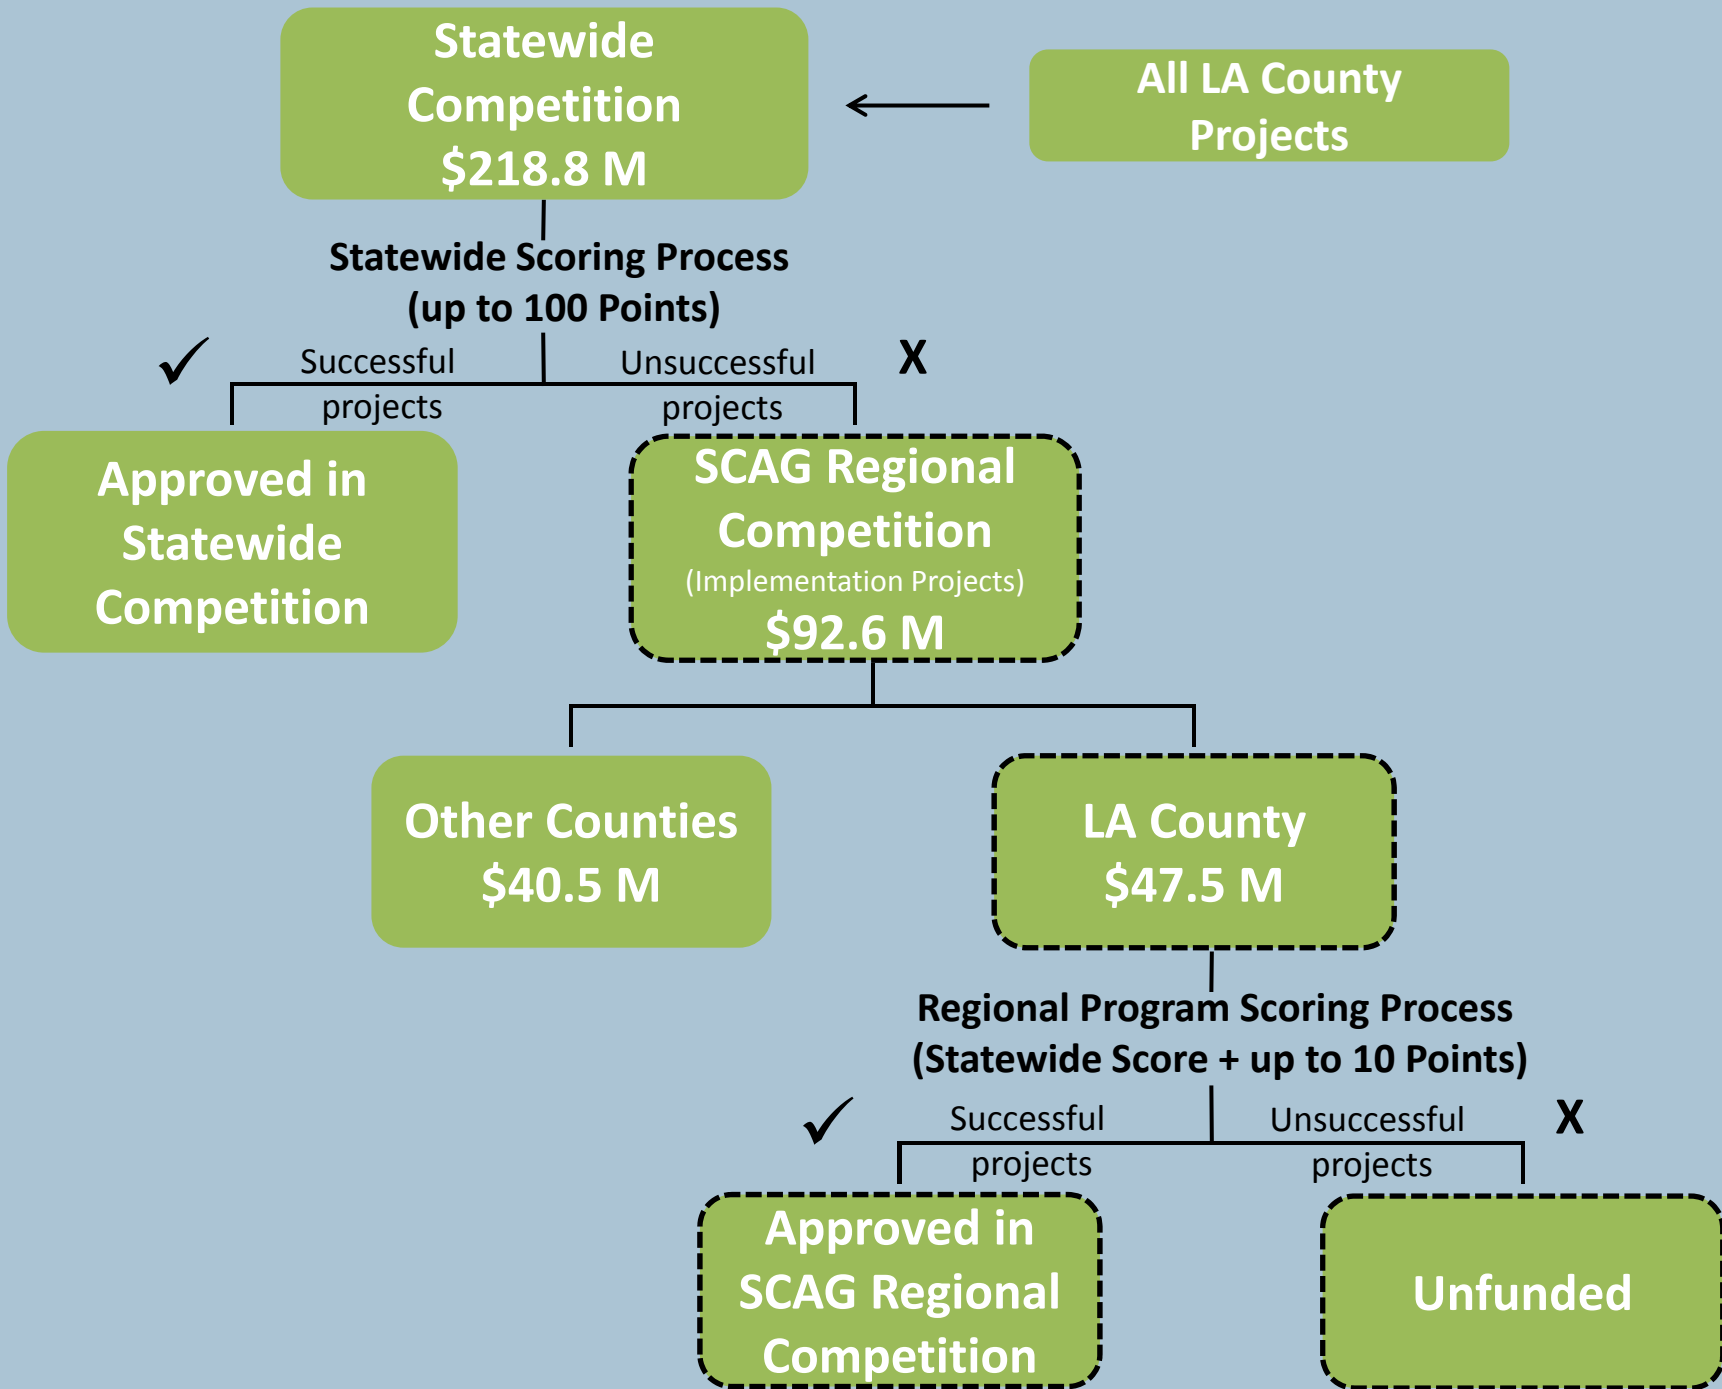 Statewide
Competition
$218.8 M
All LA County
Projects
Statewide Scoring Process
(up to 100 Points)
✓
Successful
projects
Unsuccessful
projects
X
Approved in
Statewide
Competition
SCAG Regional
Competition
(Implementation Projects)
$92.6 M
Other Counties
$40.5 M
LA County
$47.5 M
Regional Program Scoring Process
(Statewide Score + up to 10 Points)
✓
Successful
projects
Unsuccessful
projects
X
Approved in
SCAG Regional
Competition
Unfunded